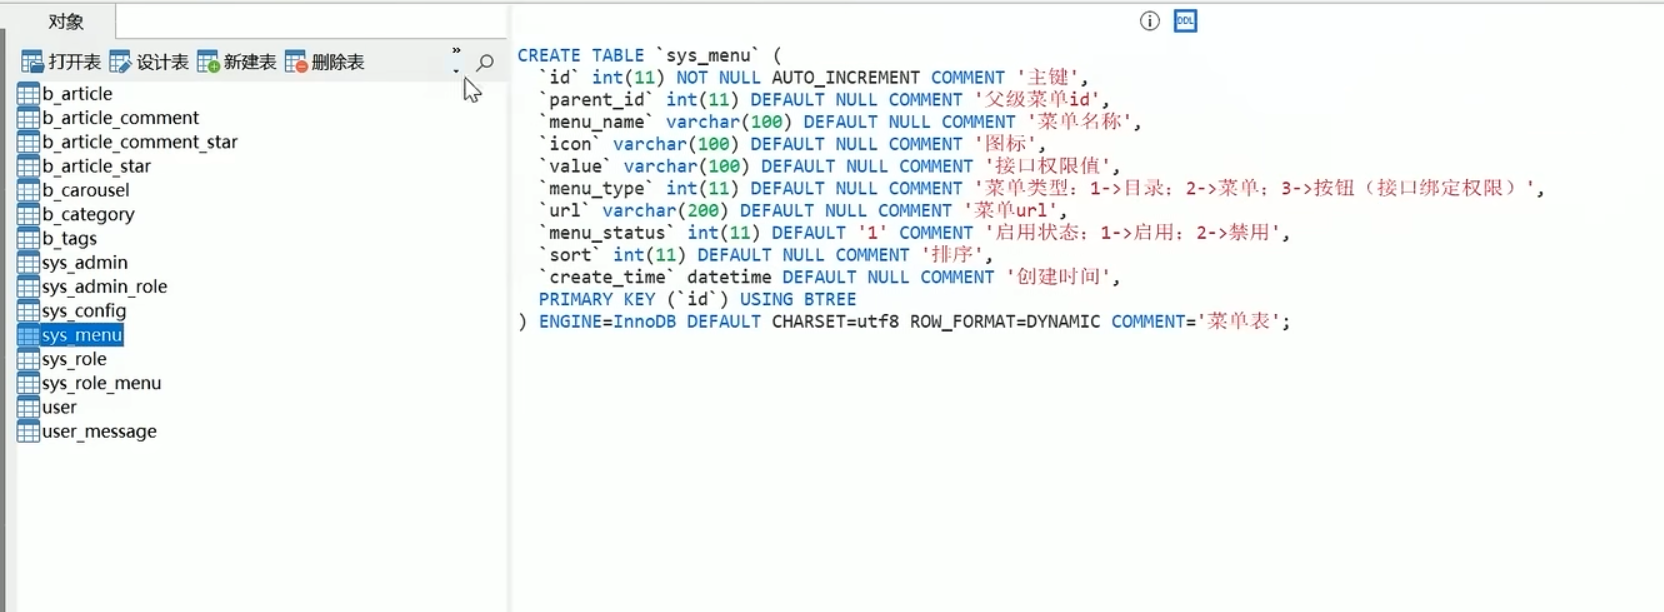 对象
打开表 设计表 新建表 删除表 »
b_article
b_article_comment
b_article_comment_star
b_article_star
b_carousel
b_category
b_tags
sys_admin
sys_admin_role
sys_config
sys_menu
sys_role
sys_role_menu
user
user_message
DDL
CREATE TABLE `sys_menu` (
`id` int(11) NOT NULL AUTO_INCREMENT COMMENT '主键',
`parent_id` int(11) DEFAULT NULL COMMENT '父级菜单id',
`menu_name` varchar(100) DEFAULT NULL COMMENT '菜单名称',
`icon` varchar(100) DEFAULT NULL COMMENT '图标',
`value` varchar(100) DEFAULT NULL COMMENT '接口权限值',
`menu_type` int(11) DEFAULT NULL COMMENT '菜单类型：1->目录；2->菜单；3->按钮（接口绑定权限）',
`url` varchar(200) DEFAULT NULL COMMENT '菜单url',
`menu_status` int(11) DEFAULT '1' COMMENT '启用状态；1->启用；2->禁用',
`sort` int(11) DEFAULT NULL COMMENT '排序',
`create_time` datetime DEFAULT NULL COMMENT '创建时间',
PRIMARY KEY (`id`) USING BTREE
) ENGINE=InnoDB DEFAULT CHARSET=utf8 ROW_FORMAT=DYNAMIC COMMENT='菜单表';